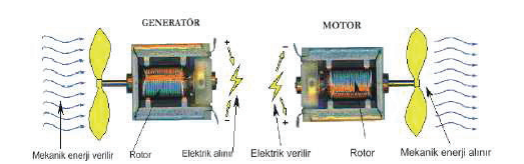 GENERATÖR
MOTOR
+
-
-
+
Mekanik enerji verilir
Rotor
Elektrik alınır
Elektrik verilir
Rotor
Mekanik enerji alınır